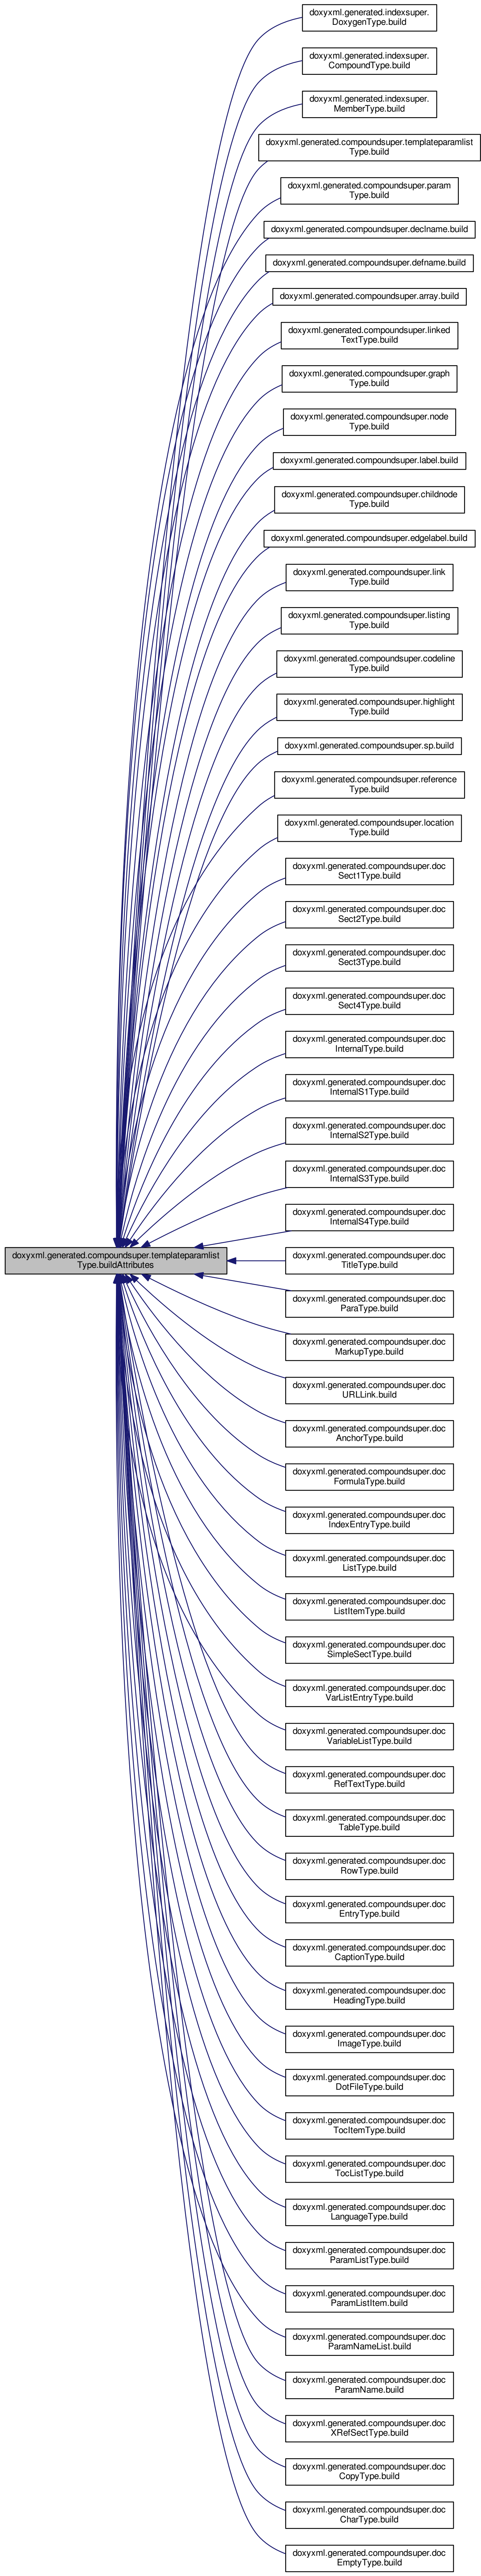 doxyxml.generated.indexsuper.
DoxygenType.build
doxyxml.generated.indexsuper.
CompoundType.build
doxyxml.generated.indexsuper.
MemberType.build
doxyxml.generated.compoundsuper.templateparamlist
Type.build
doxyxml.generated.compoundsuper.param
Type.build
doxyxml.generated.compoundsuper.declname.build
doxyxml.generated.compoundsuper.defname.build
doxyxml.generated.compoundsuper.array.build
doxyxml.generated.compoundsuper.linked
TextType.build
doxyxml.generated.compoundsuper.graph
Type.build
doxyxml.generated.compoundsuper.node
Type.build
doxyxml.generated.compoundsuper.label.build
doxyxml.generated.compoundsuper.childnode
Type.build
doxyxml.generated.compoundsuper.edgelabel.build
doxyxml.generated.compoundsuper.link
Type.build
doxyxml.generated.compoundsuper.listing
Type.build
doxyxml.generated.compoundsuper.codeline
Type.build
doxyxml.generated.compoundsuper.highlight
Type.build
doxyxml.generated.compoundsuper.sp.build
doxyxml.generated.compoundsuper.reference
Type.build
doxyxml.generated.compoundsuper.location
Type.build
doxyxml.generated.compoundsuper.doc
Sect1Type.build
doxyxml.generated.compoundsuper.doc
Sect2Type.build
doxyxml.generated.compoundsuper.doc
Sect3Type.build
doxyxml.generated.compoundsuper.doc
Sect4Type.build
doxyxml.generated.compoundsuper.doc
InternalType.build
doxyxml.generated.compoundsuper.doc
InternalS1Type.build
doxyxml.generated.compoundsuper.doc
InternalS2Type.build
doxyxml.generated.compoundsuper.doc
InternalS3Type.build
doxyxml.generated.compoundsuper.doc
InternalS4Type.build
doxyxml.generated.compoundsuper.templateparamlist
Type.buildAttributes
doxyxml.generated.compoundsuper.doc
TitleType.build
doxyxml.generated.compoundsuper.doc
ParaType.build
doxyxml.generated.compoundsuper.doc
MarkupType.build
doxyxml.generated.compoundsuper.doc
URLLink.build
doxyxml.generated.compoundsuper.doc
AnchorType.build
doxyxml.generated.compoundsuper.doc
FormulaType.build
doxyxml.generated.compoundsuper.doc
IndexEntryType.build
doxyxml.generated.compoundsuper.doc
ListType.build
doxyxml.generated.compoundsuper.doc
ListItemType.build
doxyxml.generated.compoundsuper.doc
SimpleSectType.build
doxyxml.generated.compoundsuper.doc
VarListEntryType.build
doxyxml.generated.compoundsuper.doc
VariableListType.build
doxyxml.generated.compoundsuper.doc
RefTextType.build
doxyxml.generated.compoundsuper.doc
TableType.build
doxyxml.generated.compoundsuper.doc
RowType.build
doxyxml.generated.compoundsuper.doc
EntryType.build
doxyxml.generated.compoundsuper.doc
CaptionType.build
doxyxml.generated.compoundsuper.doc
HeadingType.build
doxyxml.generated.compoundsuper.doc
ImageType.build
doxyxml.generated.compoundsuper.doc
DotFileType.build
doxyxml.generated.compoundsuper.doc
TocItemType.build
doxyxml.generated.compoundsuper.doc
TocListType.build
doxyxml.generated.compoundsuper.doc
LanguageType.build
doxyxml.generated.compoundsuper.doc
ParamListType.build
doxyxml.generated.compoundsuper.doc
ParamListItem.build
doxyxml.generated.compoundsuper.doc
ParamNameList.build
doxyxml.generated.compoundsuper.doc
ParamName.build
doxyxml.generated.compoundsuper.doc
XRefSectType.build
doxyxml.generated.compoundsuper.doc
CopyType.build
doxyxml.generated.compoundsuper.doc
CharType.build
doxyxml.generated.compoundsuper.doc
EmptyType.build